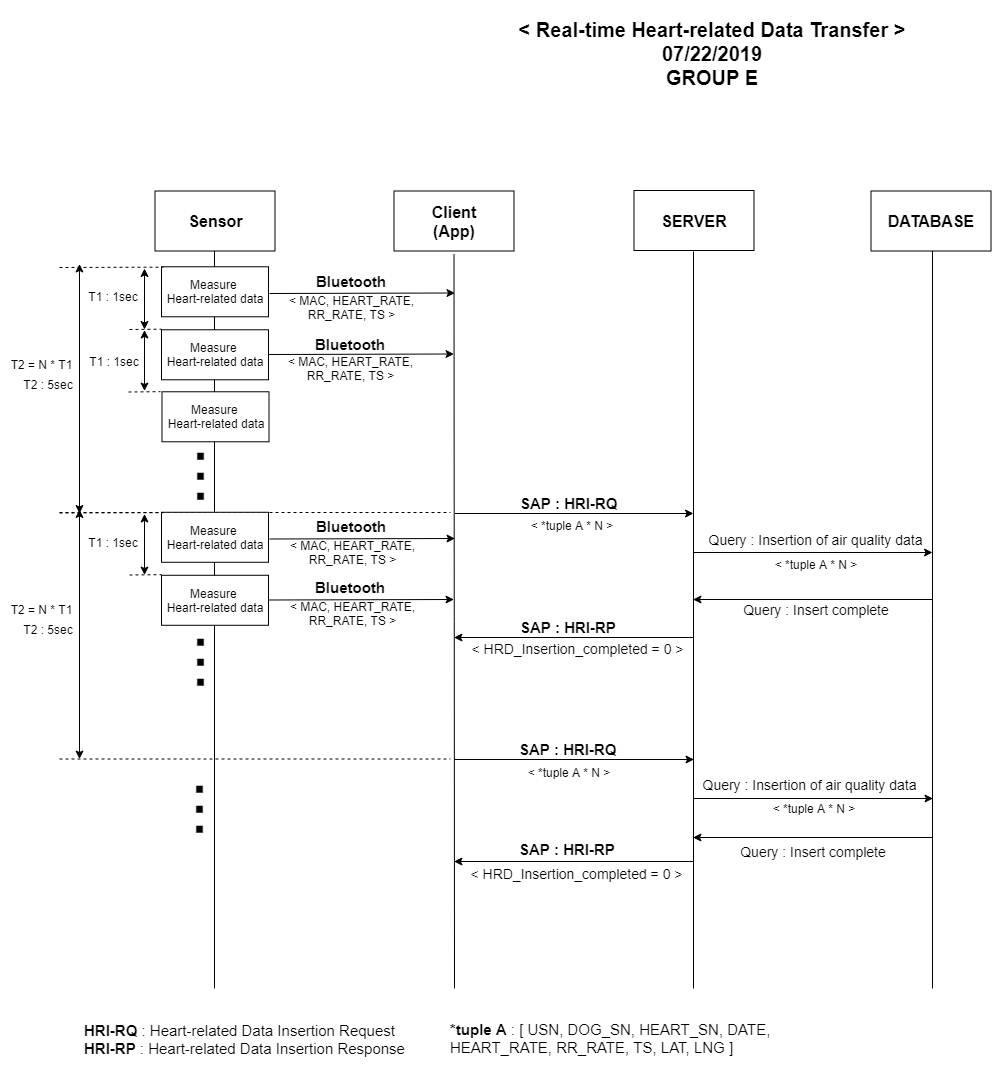 < Real-time Heart-related Data Transfer >
07/22/2019
GROUP E
Sensor
Client
(App)
SERVER
DATABASE
Measure
Heart-related data
T1 : 1sec
Bluetooth
< MAC, HEART_RATE,
RR_RATE, TS >
Measure
Heart-related data
T1 : 1sec
Bluetooth
< MAC, HEART_RATE,
RR_RATE, TS >
T2 = N * T1
T2 : 5sec
Measure
Heart-related data
SAP : HRI-RQ
< *tuple A * N >
Measure
Heart-related data
T1 : 1sec
Bluetooth
< MAC, HEART_RATE,
RR_RATE, TS >
Query : Insertion of air quality data
< *tuple A * N >
Measure
Heart-related data
Bluetooth
< MAC, HEART_RATE,
RR_RATE, TS >
T2 = N * T1
T2 : 5sec
Query : Insert complete
SAP : HRI-RP
< HRD_Insertion_completed = 0 >
SAP : HRI-RQ
< *tuple A * N >
Query : Insertion of air quality data
< *tuple A * N >
Query : Insert complete
SAP : HRI-RP
< HRD_Insertion_completed = 0 >
HRI-RQ : Heart-related Data Insertion Request
HRI-RP : Heart-related Data Insertion Response
*tuple A : [ USN, DOG_SN, HEART_SN, DATE,
HEART_RATE, RR_RATE, TS, LAT, LNG ]